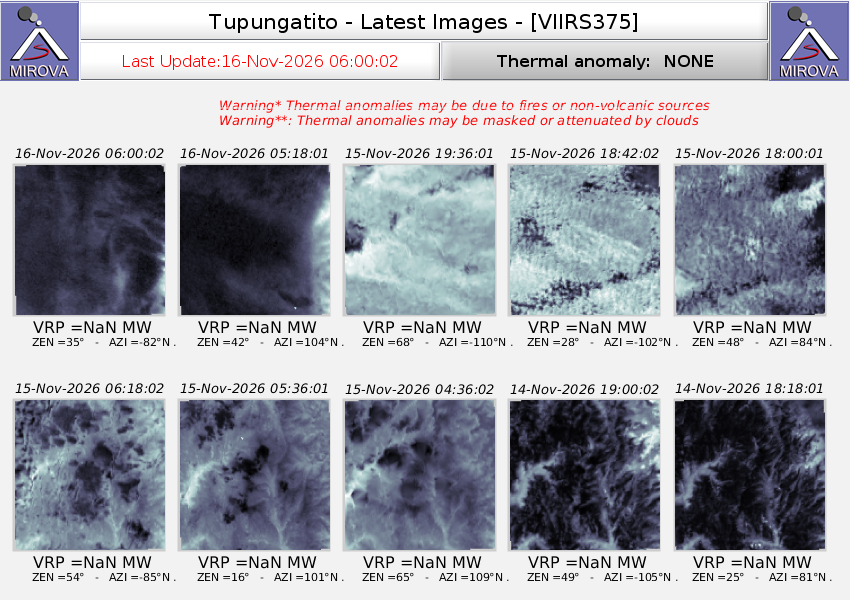 Tupungatito - Latest Images - [VIIRS375]
MIROVA
Last Update:16-Nov-2026 06:00:02
Thermal anomaly: NONE
MIROVA
Warning* Thermal anomalies may be due to fires or non-volcanic sources
Warning**: Thermal anomalies may be masked or attenuated by clouds
16-Nov-2026 06:00:02 16-Nov-2026 05:18:01 15-Nov-2026 19:36:01 15-Nov-2026 18:42:02 15-Nov-2026 18:00:01
VRP =NaN MW VRP =NaN MW VRP =NaN MW VRP =NaN MW VRP =NaN MW
ZEN =35° - AZI =-82°N . ZEN =42° - AZI =104°N . ZEN =68° - AZI =-110°N . ZEN =28° - AZI =-102°N . ZEN =48° - AZI =84°N .
15-Nov-2026 06:18:02 15-Nov-2026 05:36:01 15-Nov-2026 04:36:02 14-Nov-2026 19:00:02 14-Nov-2026 18:18:01
VRP =NaN MW VRP =NaN MW VRP =NaN MW VRP =NaN MW VRP =NaN MW
ZEN =54° - AZI =-85°N . ZEN =16° - AZI =101°N . ZEN =65° - AZI =109°N . ZEN =49° - AZI =-105°N . ZEN =25° - AZI =81°N .